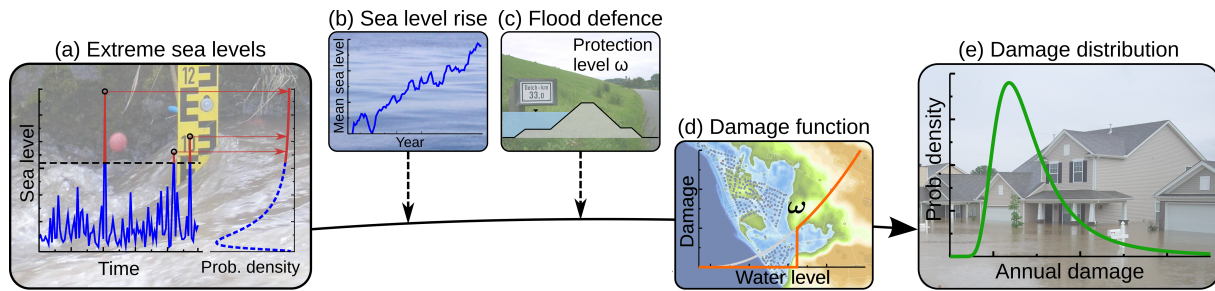 (a) Extreme sea levels
Sea level
12
11
Time
Prob. density
(b) Sea level rise
Mean sea level
Year
(c) Flood defence
Protection
level ω
Deich-km
33,0
(d) Damage function
Damage
ω
Water level
(e) Damage distribution
Prob. density
Annual damage